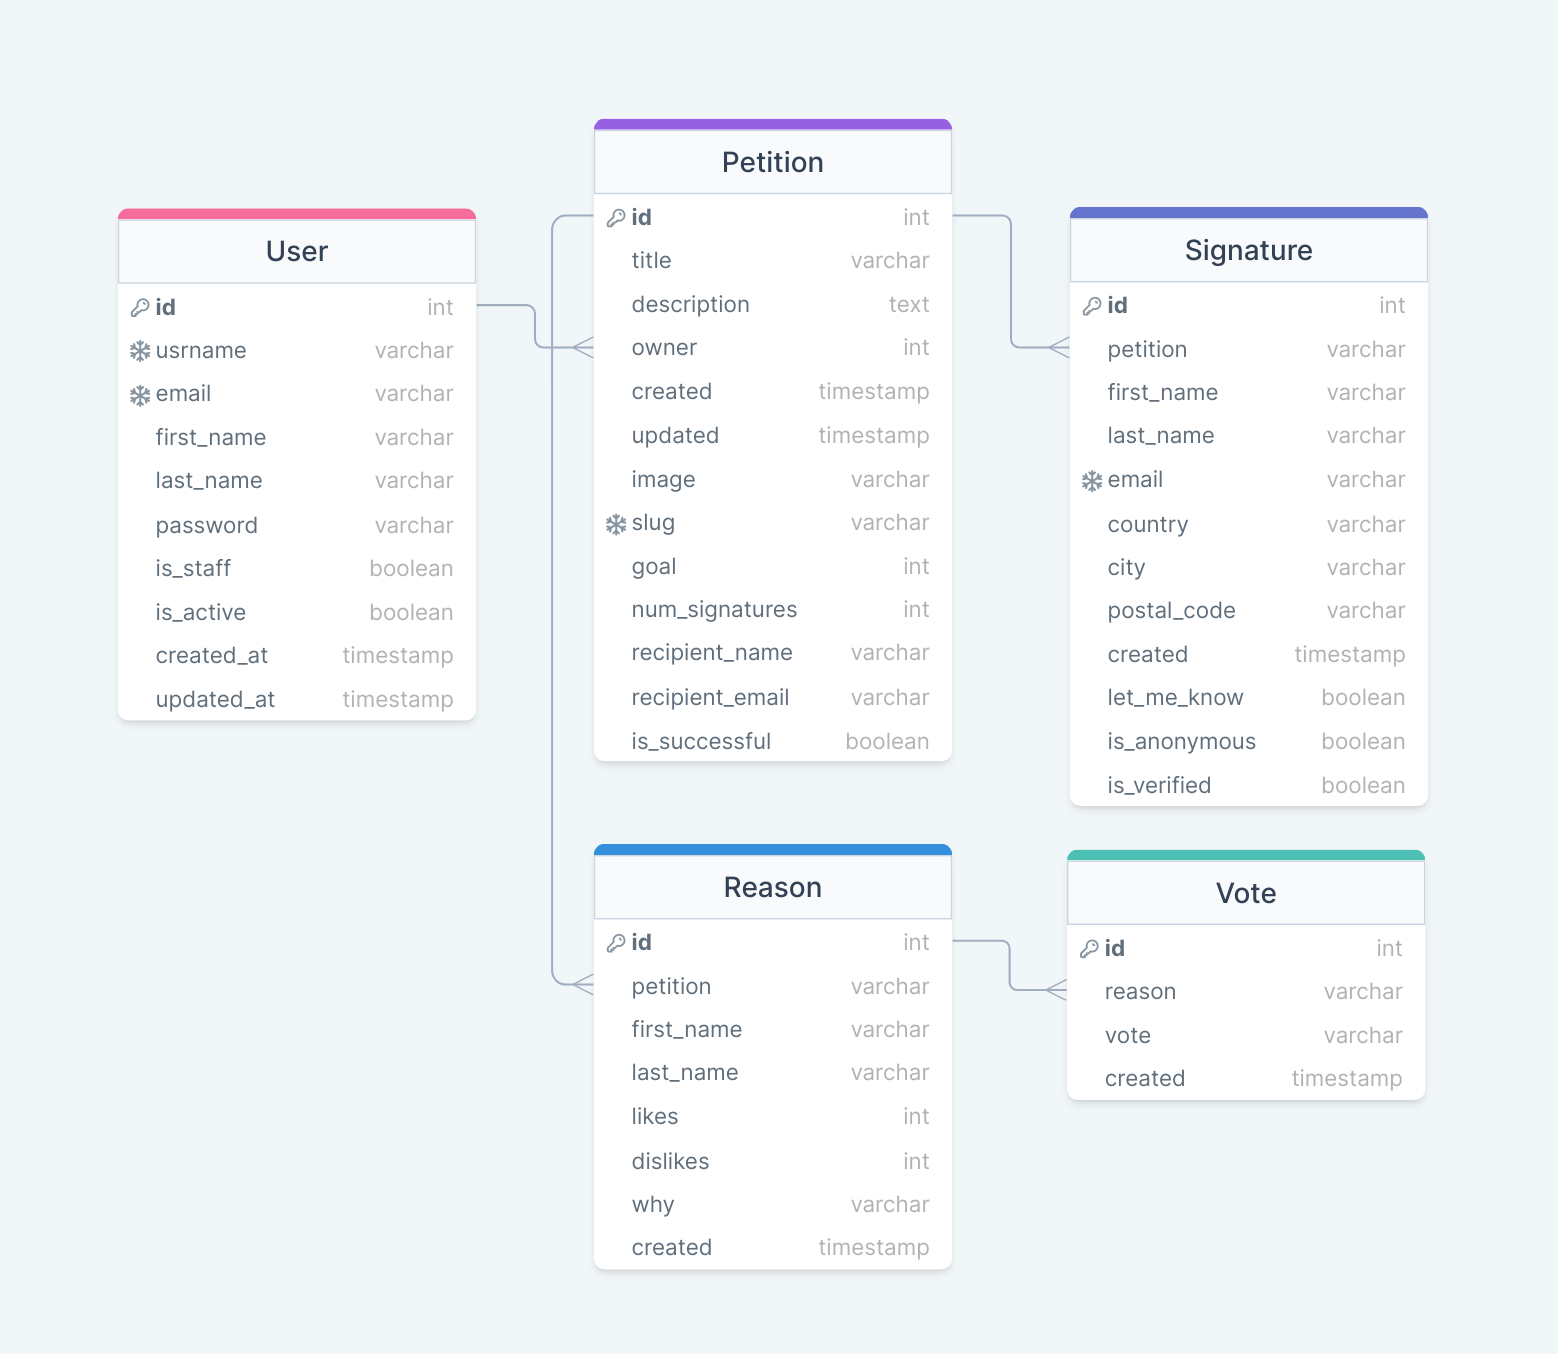 User
id int
usrname varchar
email varchar
first_name varchar
last_name varchar
password varchar
is_staff boolean
is_active boolean
created_at timestamp
updated_at timestamp
Petition
id int
title varchar
description text
owner int
created timestamp
updated timestamp
image varchar
slug varchar
goal int
num_signatures int
recipient_name varchar
recipient_email varchar
is_successful boolean
Signature
id int
petition varchar
first_name varchar
last_name varchar
email varchar
country varchar
city varchar
postal_code varchar
created timestamp
let_me_know boolean
is_anonymous boolean
is_verified boolean
Reason
id int
petition varchar
first_name varchar
last_name varchar
likes int
dislikes int
why varchar
created timestamp
Vote
id int
reason varchar
vote varchar
created timestamp